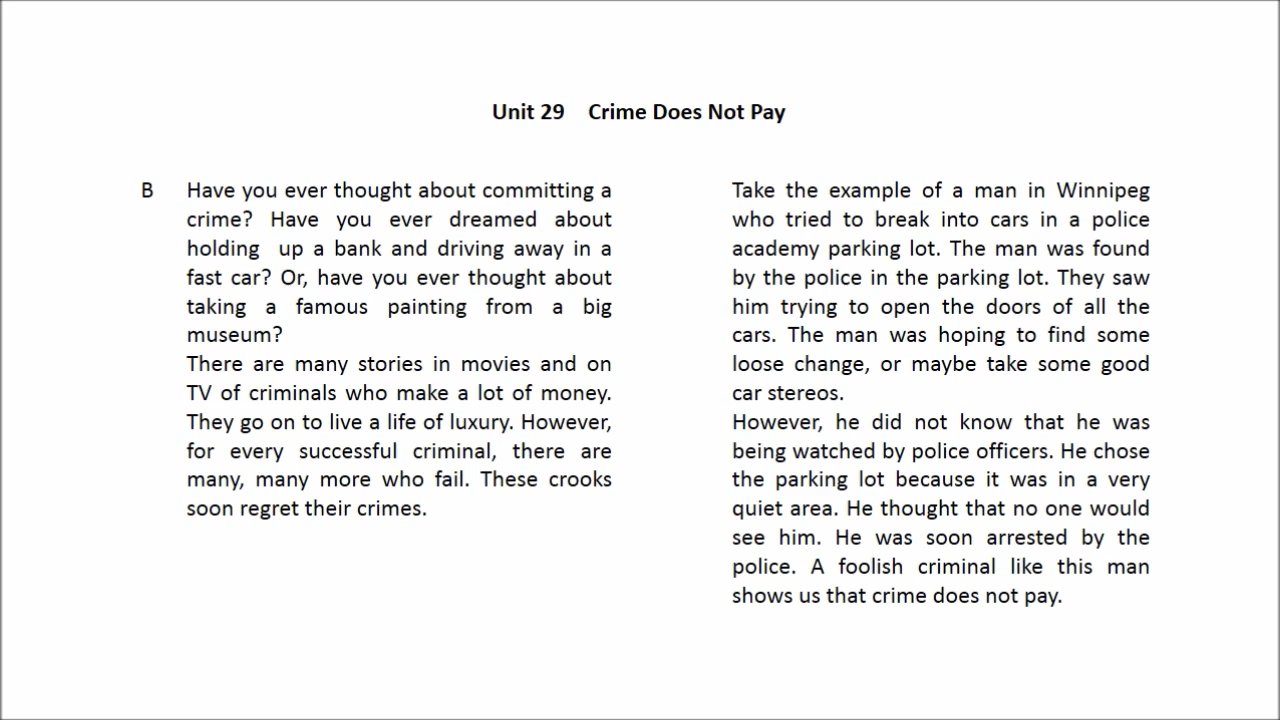 Unit 29 Crime Does Not Pay
B
Have you ever thought about committing a
crime? Have you ever dreamed about
holding up a bank and driving away in a
fast car? Or, have you ever thought about
taking a famous painting from a big
museum?
There are many stories in movies and on
TV of criminals who make a lot of money.
They go on to live a life of luxury. However,
for every successful criminal, there are
many, many more who fail. These crooks
soon regret their crimes.
Take the example of a man in Winnipeg
who tried to break into cars in a police
academy parking lot. The man was found
by the police in the parking lot. They saw
him trying to open the doors of all the
cars. The man was hoping to find some
loose change, or maybe take some good
car stereos.
However, he did not know that he was
being watched by police officers. He chose
the parking lot because it was in a very
quiet area. He thought that no one would
see him. He was soon arrested by the
police. A foolish criminal like this man
shows us that crime does not pay.